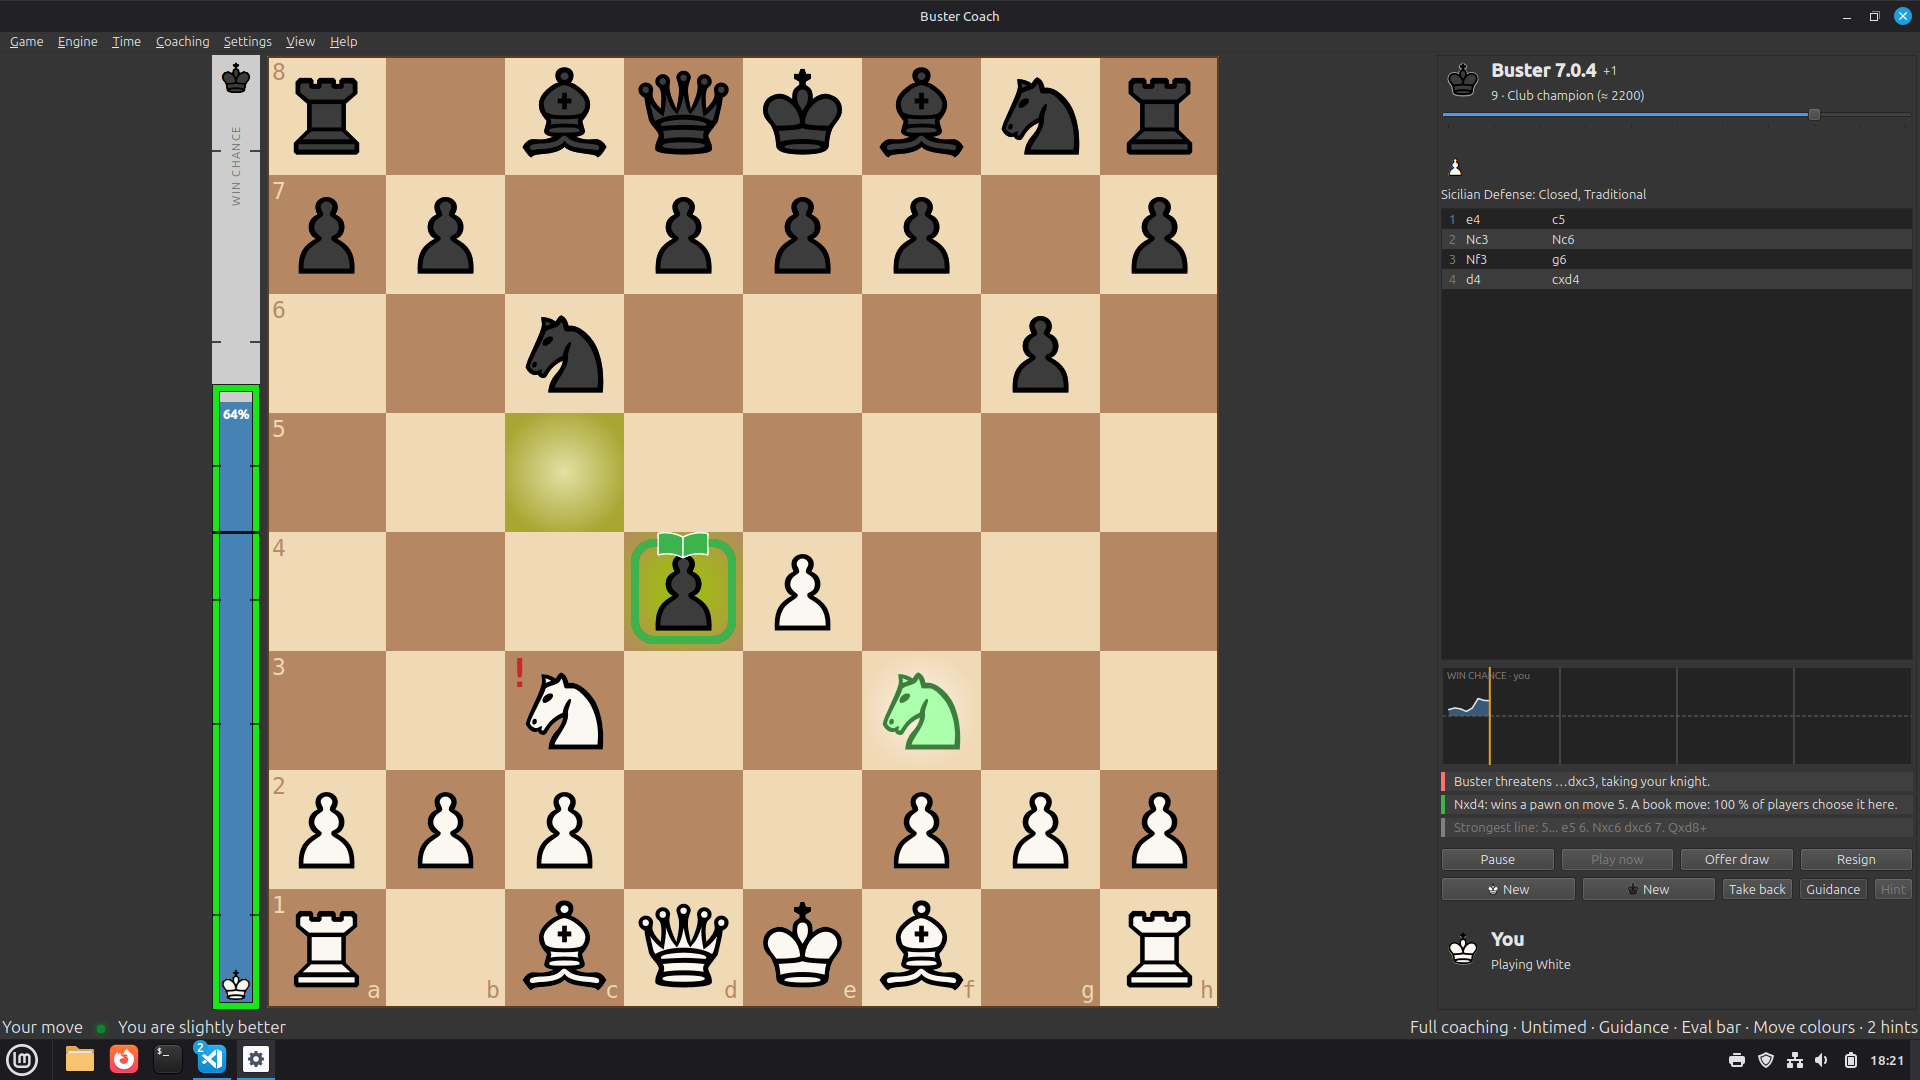 Buster Coach
Game Engine Time Coaching Settings View Help
WIN CHANCE
64%
8
7
6
5
4
3
!
2
1
a b c d e f g h
Buster 7.0.4 +1
9 · Club champion (≈ 2200)
Sicilian Defense: Closed, Traditional
1 e4 c5
2 Nc3 Nc6
3 Nf3 g6
4 d4 cxd4
WIN CHANCE · you
Buster threatens …dxc3, taking your knight.
Nxd4: wins a pawn on move 5. A book move: 100 % of players choose it here.
Strongest line: 5... e5 6. Nxc6 dxc6 7. Qxd8+
Pause Play now Offer draw Resign
New New Take back Guidance Hint
You
Playing White
Your move You are slightly better
Full coaching · Untimed · Guidance · Eval bar · Move colours · 2 hints
2
18:21